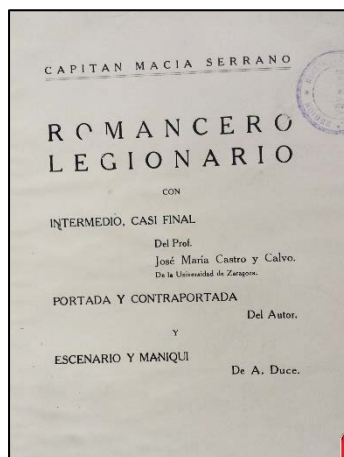 CAPITAN MACIA SERRANO
ROMANCERO
LEGIONARIO
CON
INTERMEDIO, CASI FINAL
Del Prof.
José María Castro y Calvo.
De la Universidad de Zaragoza.
PORTADA Y CONTRAPORTADA
Del Autor.
Y
ESCENARIO Y MANIQUI
De A. Duce.